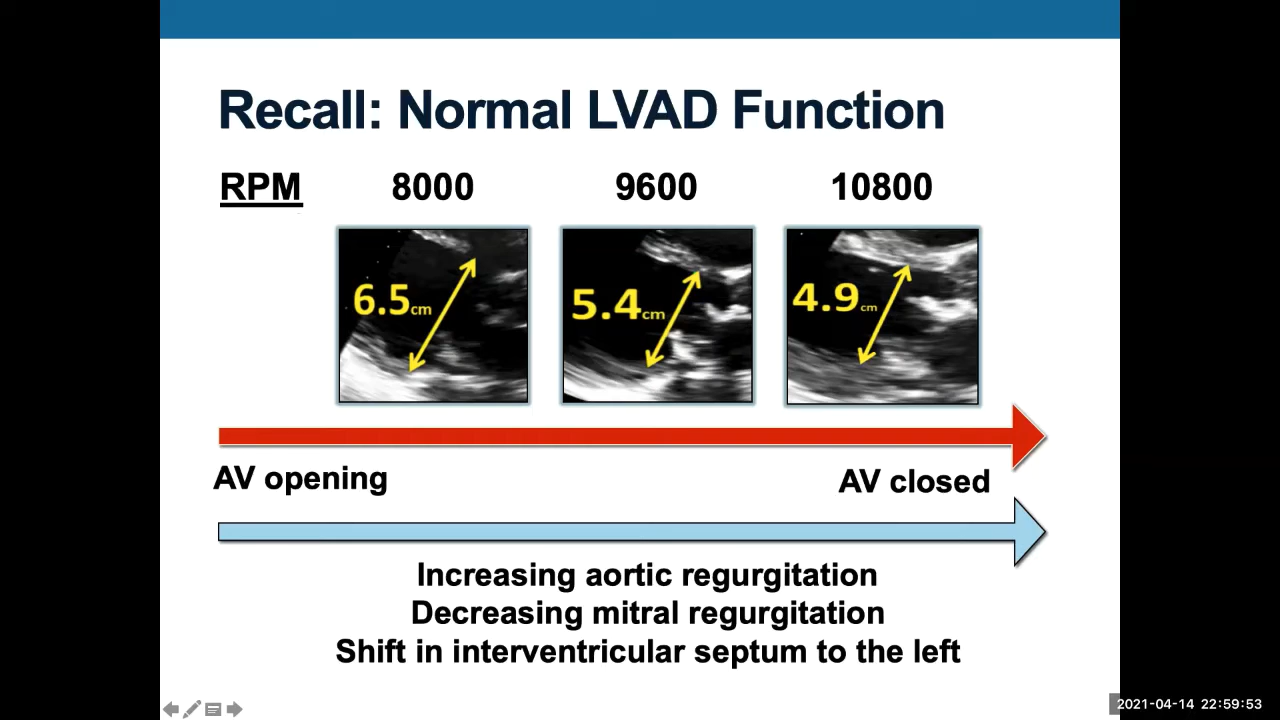 Recall: Normal LVAD Function
RPM 8000 9600 10800
6.5cm 5.4cm 4.9cm
AV opening AV closed
Increasing aortic regurgitation
Decreasing mitral regurgitation
Shift in interventricular septum to the left
2021-04-14 22:59:53